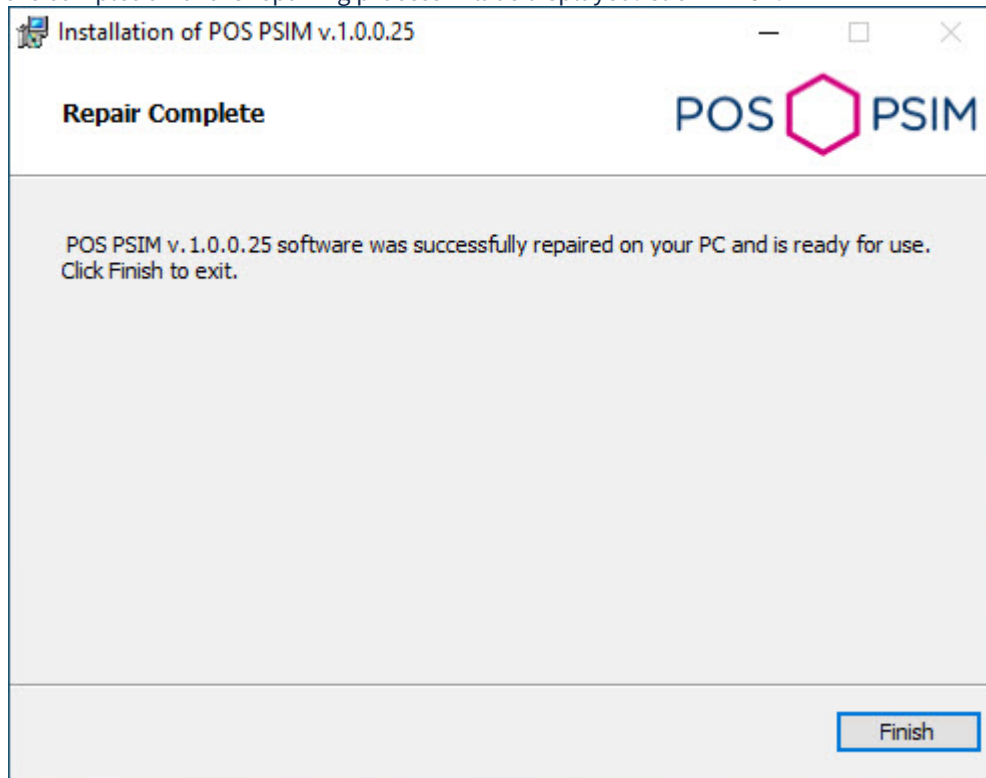 Installation of POS PSIM v.1.0.0.25
Repair Complete
POS PSIM
POS PSIM v.1.0.0.25 software was successfully repaired on your PC and is ready for use.
Click Finish to exit.
Finish